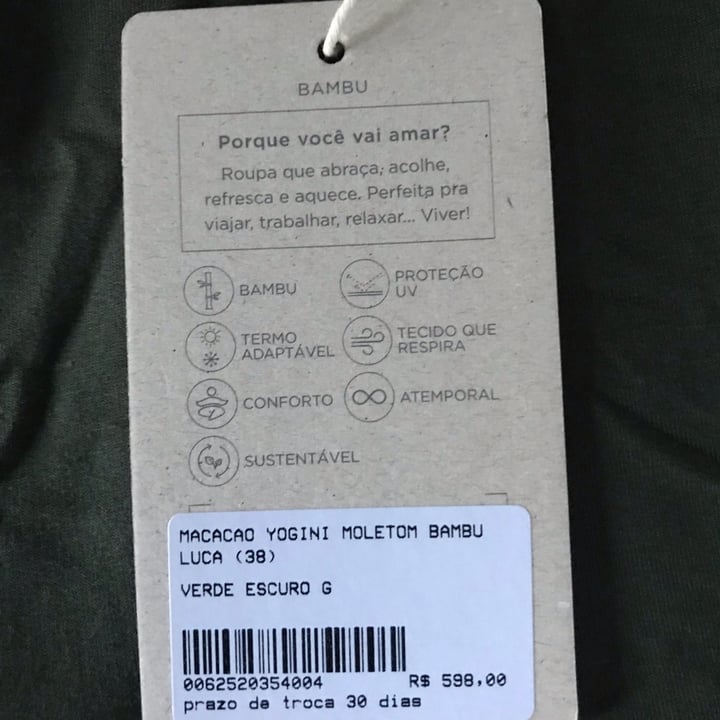 BAMBU
Porque você vai amar?
Roupa que abraça, acolhe,
refresca e aquece. Perfeita pra
viajar, trabalhar, relaxar... Viver!
BAMBU
PROTEÇÃO
UV
TERMO
ADAPTÁVEL
TECIDO QUE
RESPIRA
CONFORTO
ATEMPORAL
SUSTENTÁVEL
MACACAO YOGINI MOLETOM BAMBU
LUCA (38)
VERDE ESCURO G
0062520354004 R$ 598,00
prazo de troca 30 dias